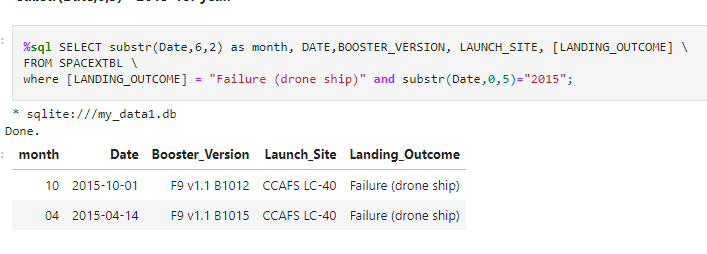 %sql SELECT substr(Date,6,2) as month, DATE,BOOSTER_VERSION, LAUNCH_SITE, [LANDING_OUTCOME] \
FROM SPACEXTBL \
where [LANDING_OUTCOME] = "Failure (drone ship)" and substr(Date,0,5)="2015";
* sqlite:///my_data1.db
Done.
month Date Booster_Version Launch_Site Landing_Outcome
10 2015-10-01 F9 v1.1 B1012 CCAFS LC-40 Failure (drone ship)
04 2015-04-14 F9 v1.1 B1015 CCAFS LC-40 Failure (drone ship)